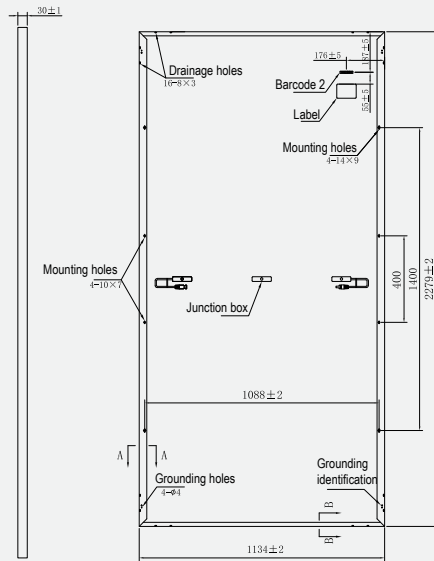 30±1
187±5
176±5
Drainage holes
16-8×3
Barcode 2
55±5
Label
Mounting holes
4-14×9
Mounting holes
4-10×7
Junction box
400
1400
2279±2
1088±2
A A
Grounding holes
4-φ4
Grounding
identification
B
B
1134±2